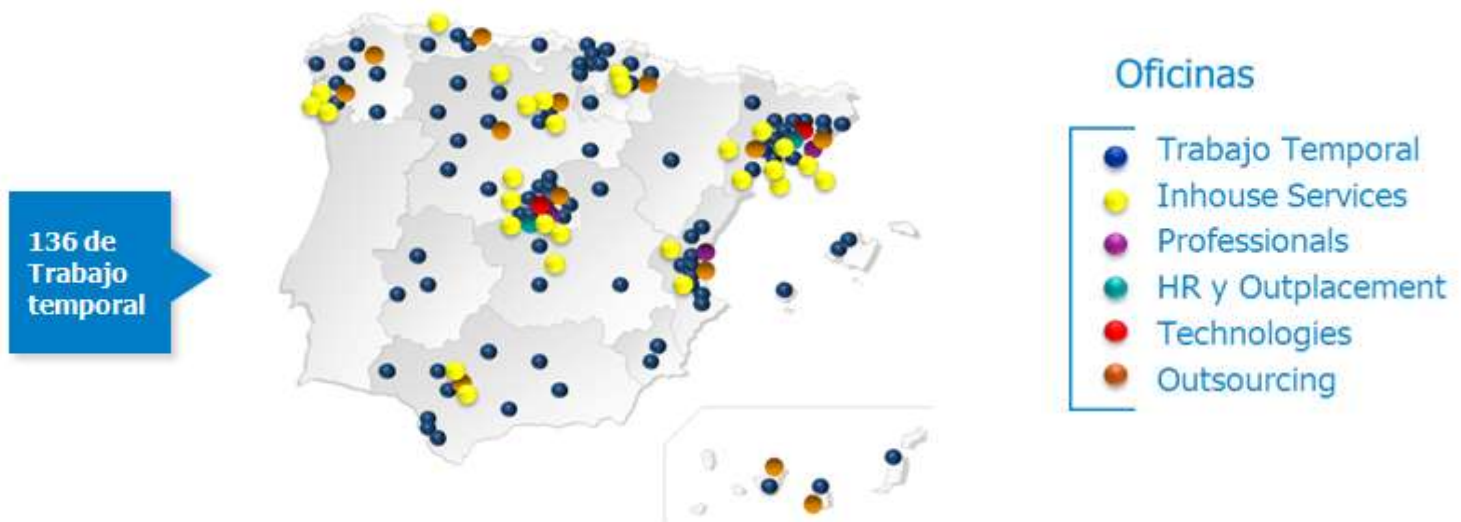 136 de
Trabajo
temporal
Oficinas
Trabajo Temporal
Inhouse Services
Professionals
HR y Outplacement
Technologies
Outsourcing